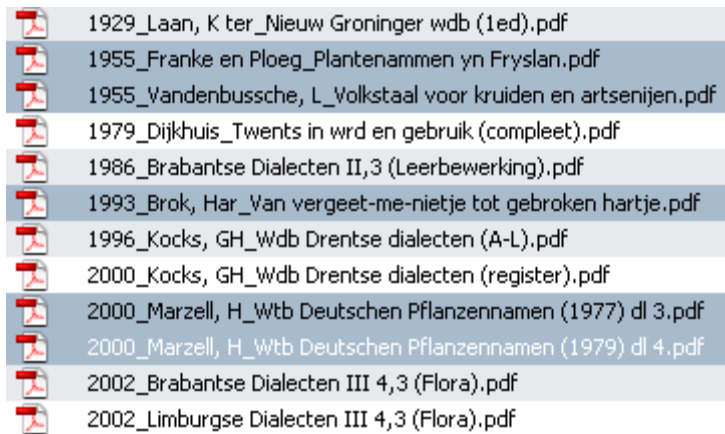 1929_Laan, K ter_Nieuw Groninger wdb (1ed).pdf
1955_Franke en Ploeg_Plantenammen yn Fryslan.pdf
1955_Vandenbussche, L_Volkstaal voor kruiden en artsenijen.pdf
1979_Dijkhuis_Twents in wrd en gebruik (compleet).pdf
1986_Brabantse Dialecten II,3 (Leerbewerking).pdf
1993_Brok, Har_Van vergeet-me-nietje tot gebroken hartje.pdf
1996_Kocks, GH_Wdb Drentse dialecten (A-L).pdf
2000_Kocks, GH_Wdb Drentse dialecten (register).pdf
2000_Marzell, H_Wtb Deutschen Pflanzennamen (1977) dl 3.pdf
2000_Marzell, H_Wtb Deutschen Pflanzennamen (1979) dl 4.pdf
2002_Brabantse Dialecten III 4,3 (Flora).pdf
2002_Limburgse Dialecten III 4,3 (Flora).pdf